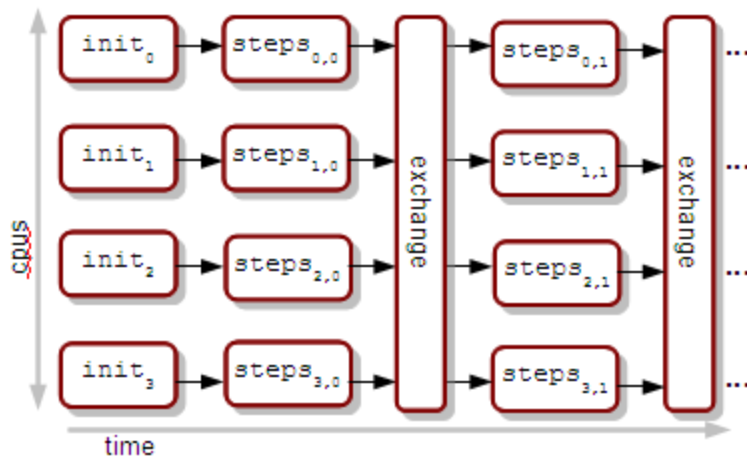 init0 steps0,0 steps0,1 ...
init1 steps1,0 exchange steps1,1 exchange ...
cpus
init2 steps2,0 steps2,1 ...
init3 steps3,0 steps3,1 ...
time